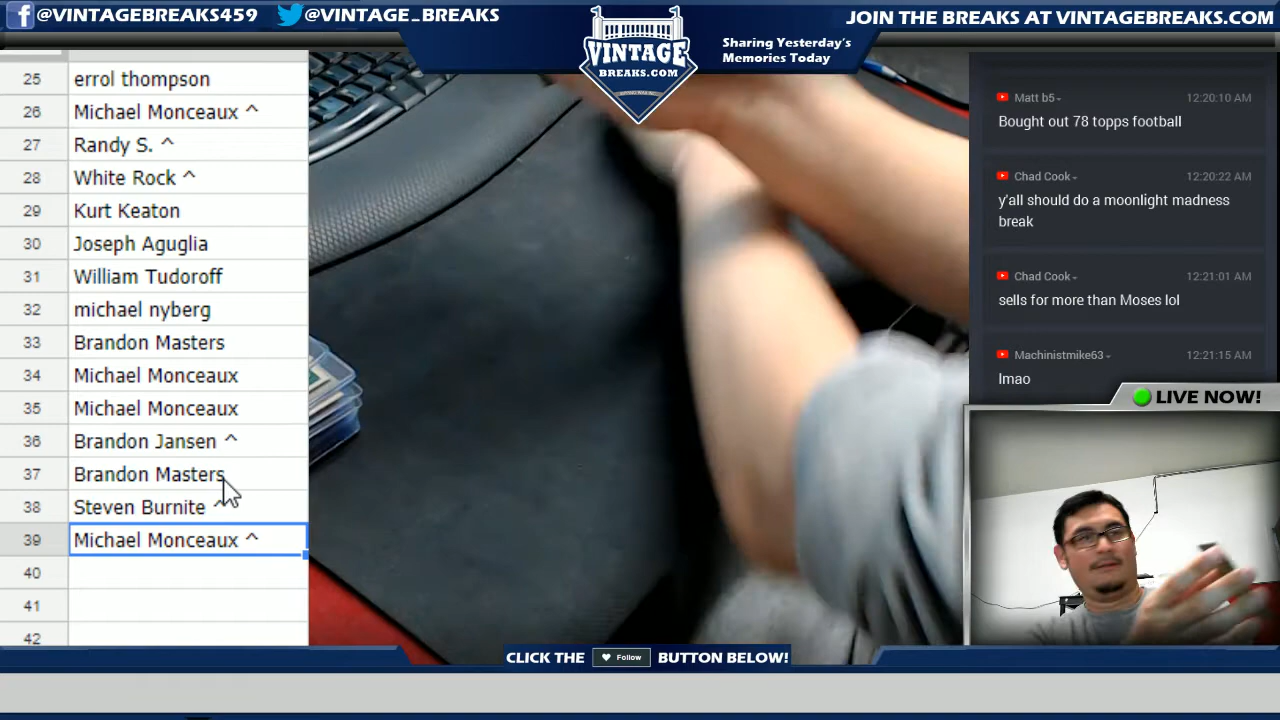 @VINTAGEBREAKS459
@VINTAGE_BREAKS
JOIN THE BREAKS AT VINTAGEBREAKS.COM
VINTAGE
BREAKS.COM
Sharing Yesterday's
Memories Today
25 errol thompson
26 Michael Monceaux ^
27 Randy S. ^
28 White Rock ^
29 Kurt Keaton
30 Joseph Aguglia
31 William Tudoroff
32 michael nyberg
33 Brandon Masters
34 Michael Monceaux
35 Michael Monceaux
36 Brandon Jansen ^
37 Brandon Masters
38 Steven Burnite ^
39 Michael Monceaux ^
40
41
42
Matt b5 12:20:10 AM
Bought out 78 topps football
Chad Cook 12:20:22 AM
y'all should do a moonlight madness
break
Chad Cook 12:21:01 AM
sells for more than Moses lol
Machinistmike63 12:21:15 AM
lmao
LIVE NOW!
CLICK THE Follow BUTTON BELOW!